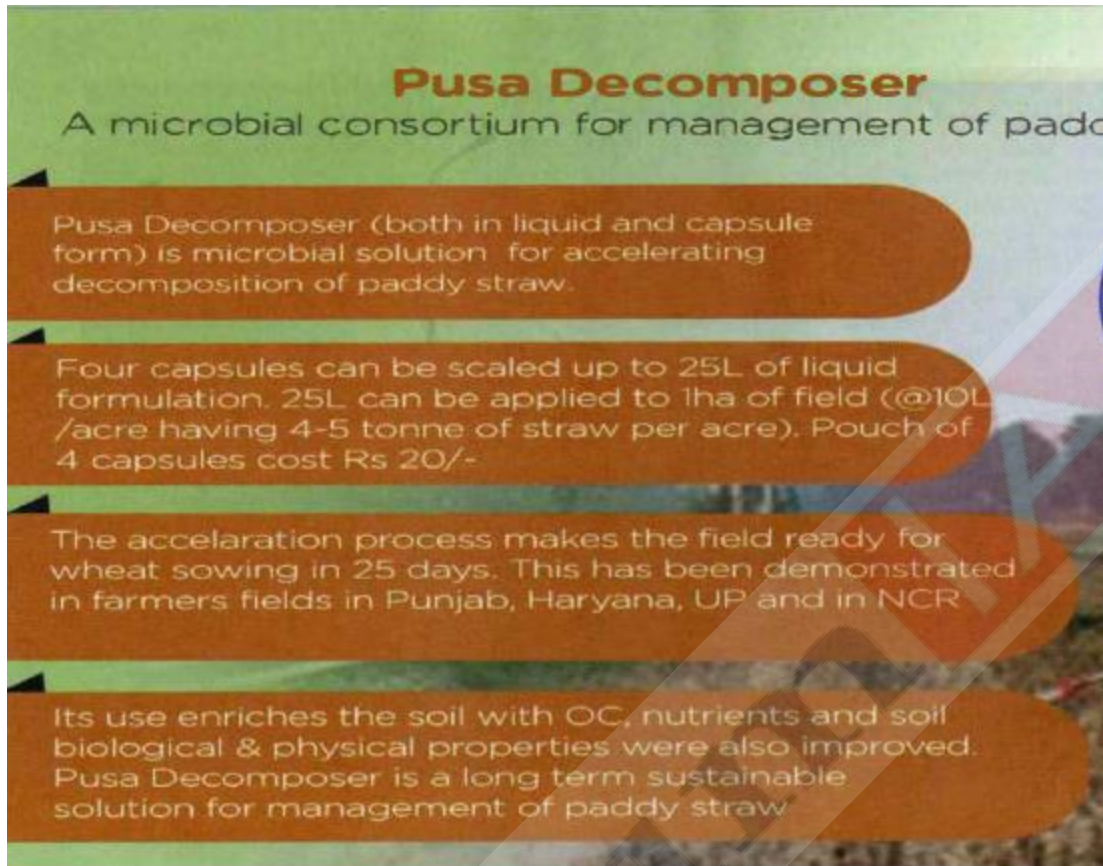 Pusa Decomposer
A microbial consortium for management of
Pusa Decomposer (both in liquid and capsule
form) is microbial solution for accelerating
decomposition of paddy straw.
Four capsules can be scaled up to 25L of liquid
formulation. 25L can be applied to 1ha of field (@10L
/acre having 4-5 tonne of straw per acre). Pouch of
4 capsules cost Rs 20/-
The accelaration process makes the field ready for
wheat sowing in 25 days. This has been demonstrated
in farmers fields in Punjab, Haryana, UP and in NCR
Its use enriches the soil with OC, nutrients and soil
biological & physical properties were also improved.
Pusa Decomposer is a long term sustainable
solution for management of paddy straw